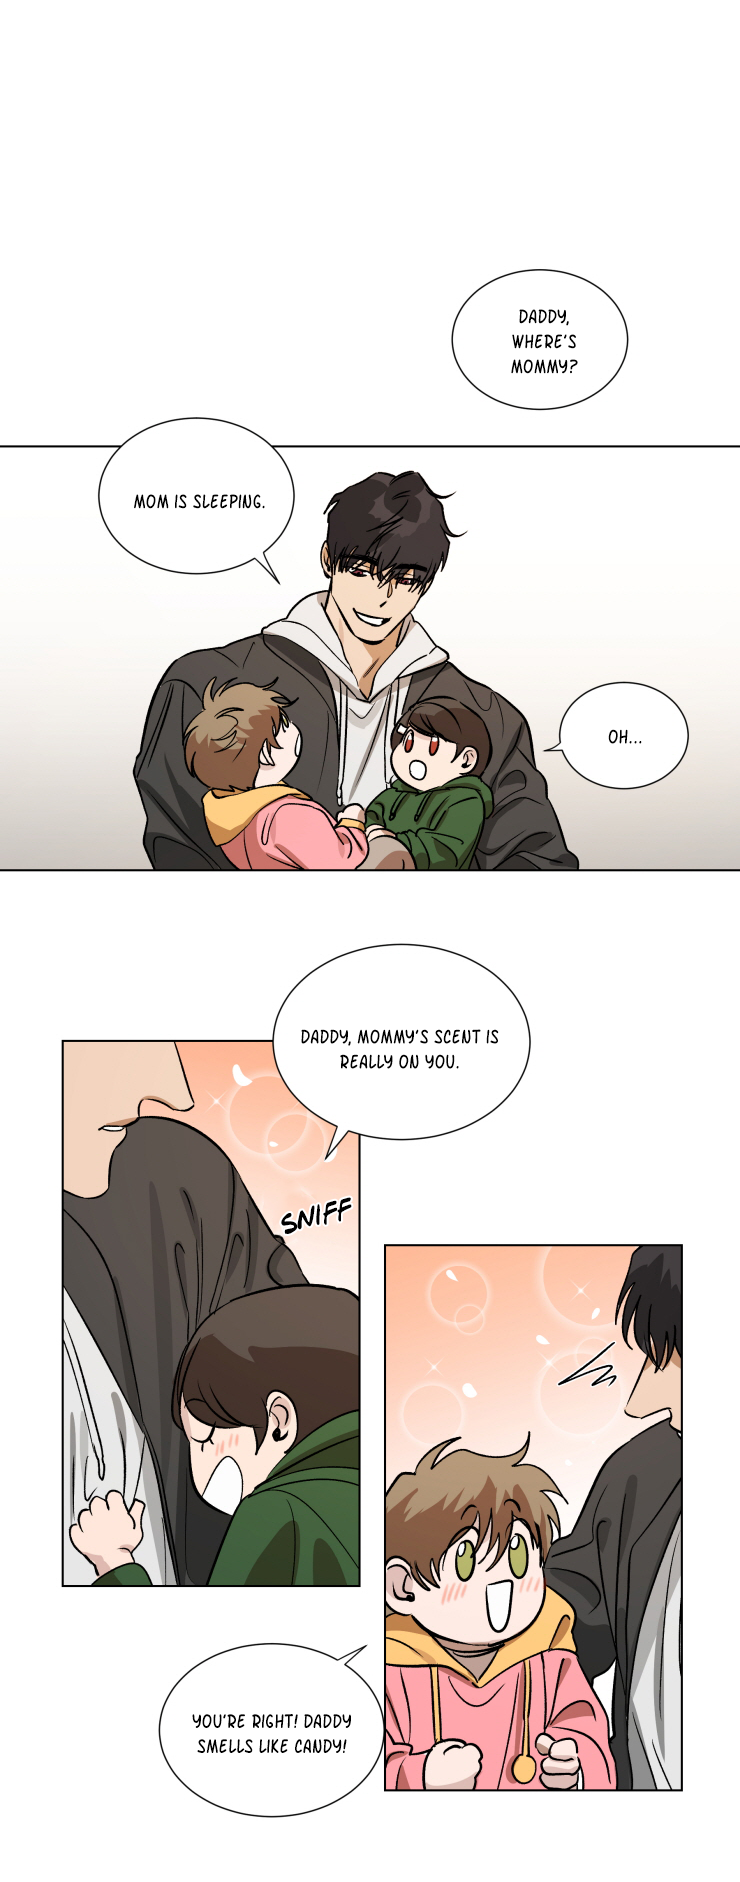 DADDY,
WHERE'S
MOMMY?
MOM IS SLEEPING.
OH...
DADDY, MOMMY'S SCENT IS
REALLY ON YOU.
SNIFF
YOU'RE RIGHT! DADDY
SMELLS LIKE CANDY!